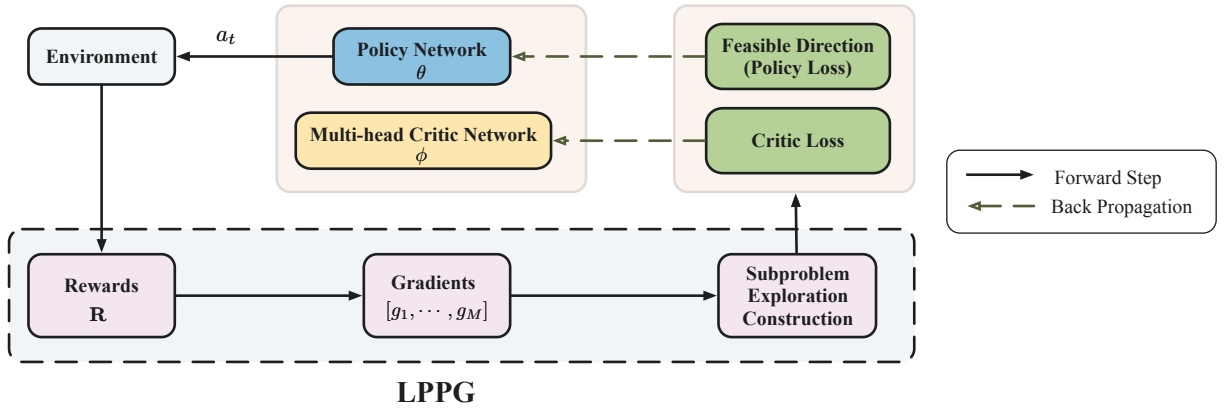 Environment
a_t
Policy Network
θ
Multi-head Critic Network
ϕ
Feasible Direction
(Policy Loss)
Critic Loss
Forward Step
Back Propagation
Rewards
R
Gradients
[g_1, ⋯ , g_M]
Subproblem
Exploration
Construction
LPPG